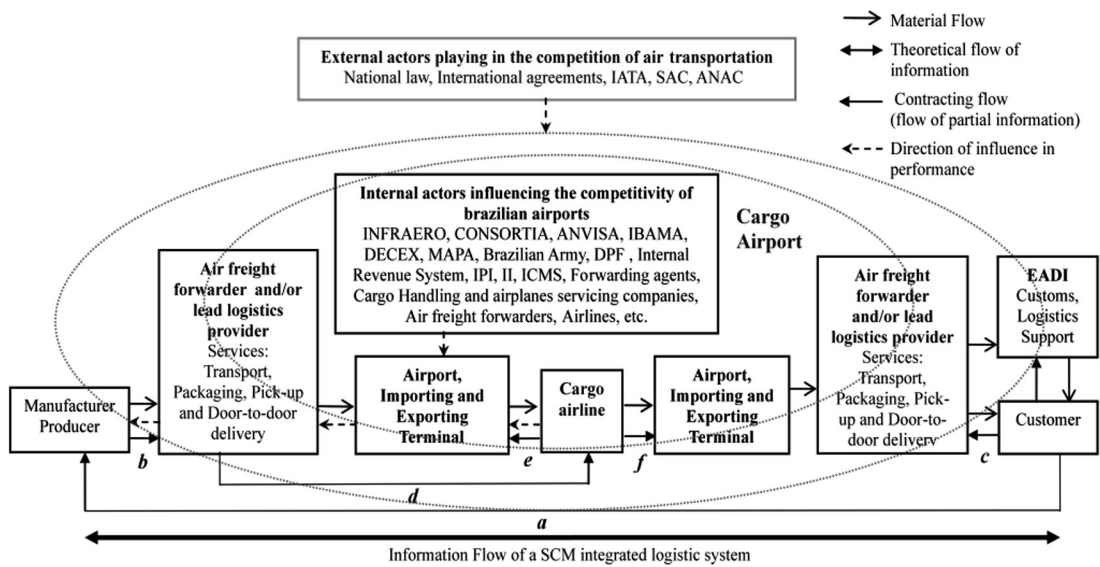 Material Flow
Theoretical flow of
information
Contracting flow
(flow of partial information)
Direction of influence in
performance
External actors playing in the competition of air transportation
National law, International agreements, IATA, SAC, ANAC
Internal actors influencing the competitivity of
brazilian airports
INFRAERO, CONSORTIA, ANVISA, IBAMA,
DECEX, MAPA, Brazilian Army, DPF , Internal
Revenue System, IPI, II, ICMS, Forwarding agents,
Cargo Handling and airplanes servicing companies,
Air freight forwarders, Airlines, etc.
Cargo
Airport
Manufacturer
Producer
Air freight
forwarder and/or
lead logistics
provider
Services:
Transport,
Packaging, Pick-up
and Door-to-door
delivery
Airport,
Importing and
Exporting
Terminal
Cargo
airline
Airport,
Importing and
Exporting
Terminal
Air freight
forwarder
and/or lead
logistics provider
Services:
Transport,
Packaging, Pick-
up and Door-to-
door delivery
EADI
Customs,
Logistics
Support
Customer
b
e
f
c
d
a
Information Flow of a SCM integrated logistic system